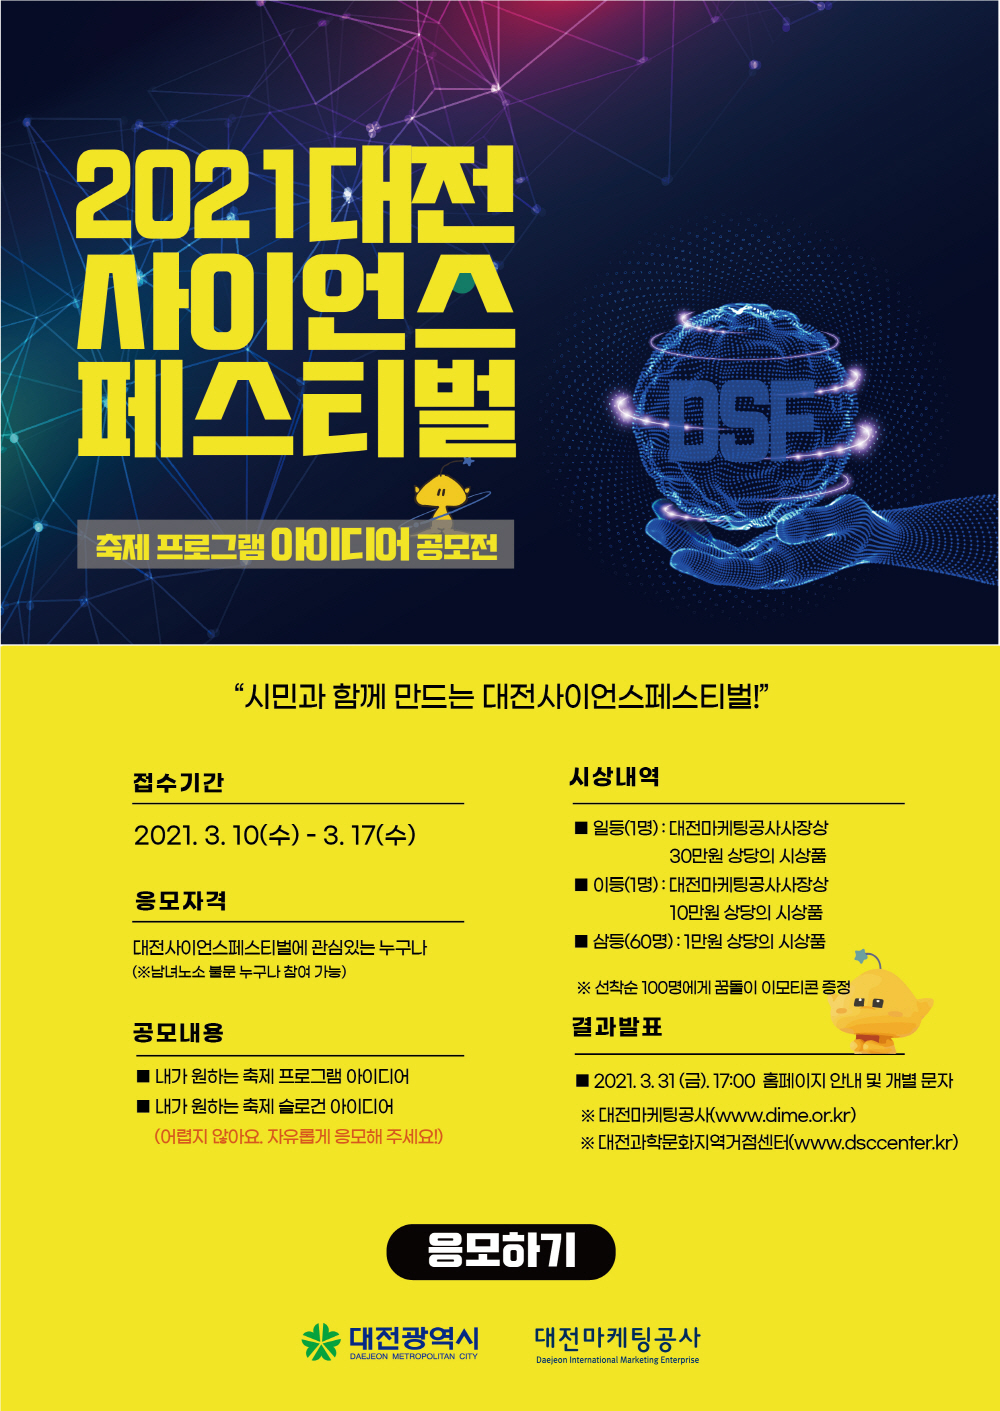 2021대전
사이언스
페스티벌
DSF
축제 프로그램 아이디어 공모전
“시민과 함께 만드는 대전사이언스페스티벌!”
접수기간
2021. 3. 10(수) - 3. 17(수)
응모자격
대전사이언스페스티벌에 관심있는 누구나
(※남녀노소 불문 누구나 참여 가능)
공모내용
■ 내가 원하는 축제 프로그램 아이디어
■ 내가 원하는 축제 슬로건 아이디어
(어렵지 않아요. 자유롭게 응모해 주세요!)
시상내역
■ 일등(1명) : 대전마케팅공사사장상
30만원 상당의 시상품
■ 이등(1명) : 대전마케팅공사사장상
10만원 상당의 시상품
■ 삼등(60명) : 1만원 상당의 시상품
※ 선착순 100명에게 꿈돌이 이모티콘 증정
결과발표
■ 2021. 3. 31 (금). 17:00 홈페이지 안내 및 개별 문자
※ 대전마케팅공사(www.dime.or.kr)
※ 대전과학문화지역거점센터(www.dsccenter.kr)
응모하기
대전광역시
DAEJEON METROPOLITAN CITY
대전마케팅공사
Daejeon International Marketing Enterprise